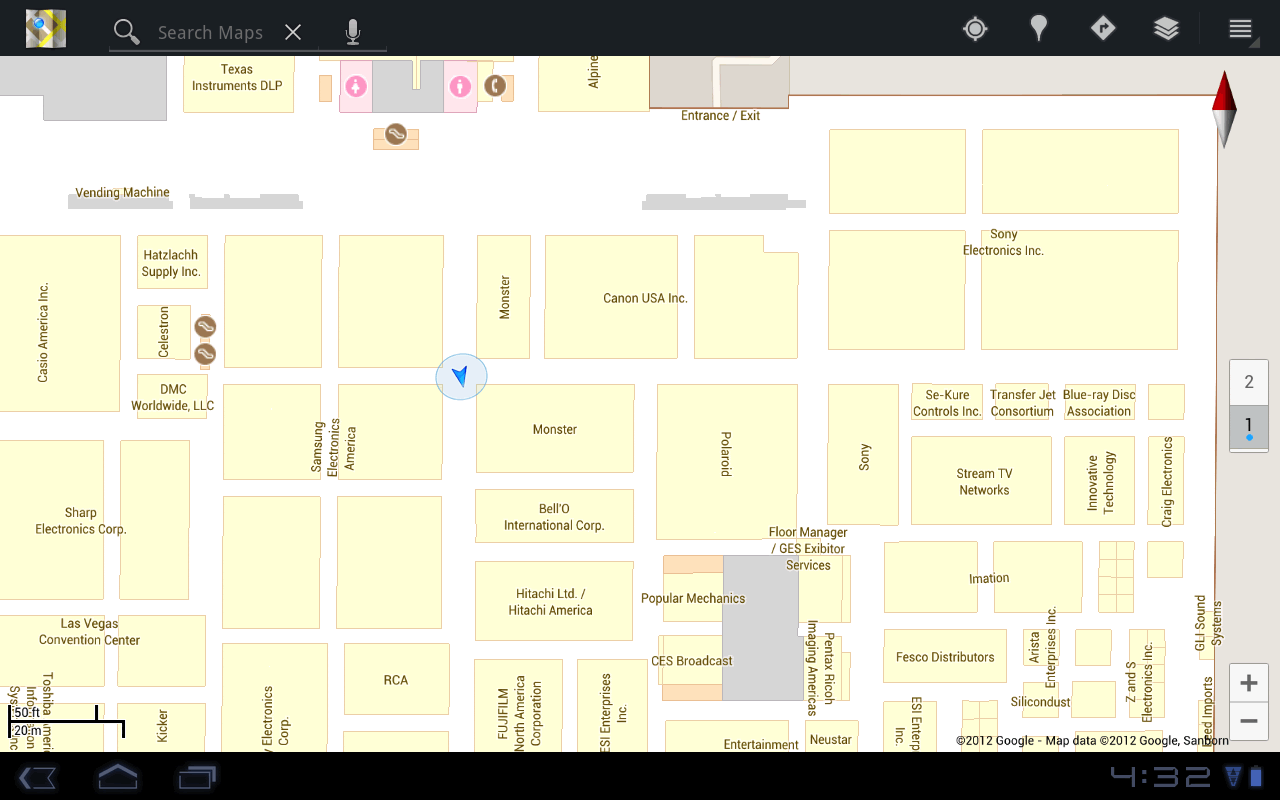 Search Maps
Texas
Instruments DLP
Alpine
Entrance / Exit
Vending Machine
Hatzlachh
Supply Inc.
Casio America Inc.
Celestron
DMC
Worldwide, LLC
Monster
Canon USA Inc.
Sony
Electronics Inc.
2
1
Samsung
Electronics
America
Monster
Polaroid
Sony
Se-Kure
Controls Inc.
Transfer Jet
Consortium
Blue-ray Disc
Association
Stream TV
Networks
Innovative
Technology
Craig Electronics
Sharp
Electronics Corp.
Bell'O
International Corp.
Floor Manager
/ GES Exibitor
Services
Hitachi Ltd. /
Hitachi America
Popular Mechanics
Imation
Las Vegas
Convention Center
CES Broadcast
Imaging Americas
Pentax Ricoh
Fesco Distributors
Arista
Enterprises Inc.
Z and S
Electronics Inc.
GLI Sound
Systems
RCA
Silicondust
Toshiba Americ
Kicker
Electronics
Corp.
FUJIFILM
North America
Corporation
ESI Enterprises
Inc.
Entertainment
Neustar
ESI Enterp
Inc.
eed Imports
50 ft
20 m
©2012 Google - Map data ©2012 Google, Sanborn
4:32